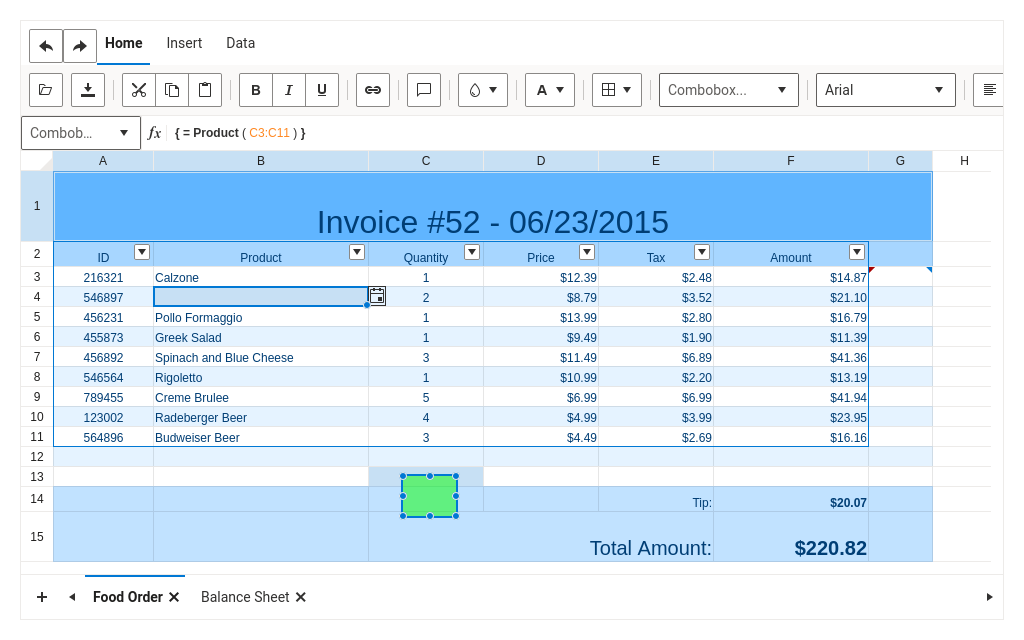 Home Insert Data
B I U A Combobox... Arial
Combob... fx { = Product ( C3:C11 ) }
A B C D E F G H
1 Invoice #52 - 06/23/2015
2 ID Product Quantity Price Tax Amount
3 216321 Calzone 1 $12.39 $2.48 $14.87
4 546897 2 $8.79 $3.52 $21.10
5 456231 Pollo Formaggio 1 $13.99 $2.80 $16.79
6 455873 Greek Salad 1 $9.49 $1.90 $11.39
7 456892 Spinach and Blue Cheese 3 $11.49 $6.89 $41.36
8 546564 Rigoletto 1 $10.99 $2.20 $13.19
9 789455 Creme Brulee 5 $6.99 $6.99 $41.94
10 123002 Radeberger Beer 4 $4.99 $3.99 $23.95
11 564896 Budweiser Beer 3 $4.49 $2.69 $16.16
12
13
14 Tip: $20.07
15 Total Amount: $220.82
Food Order Balance Sheet